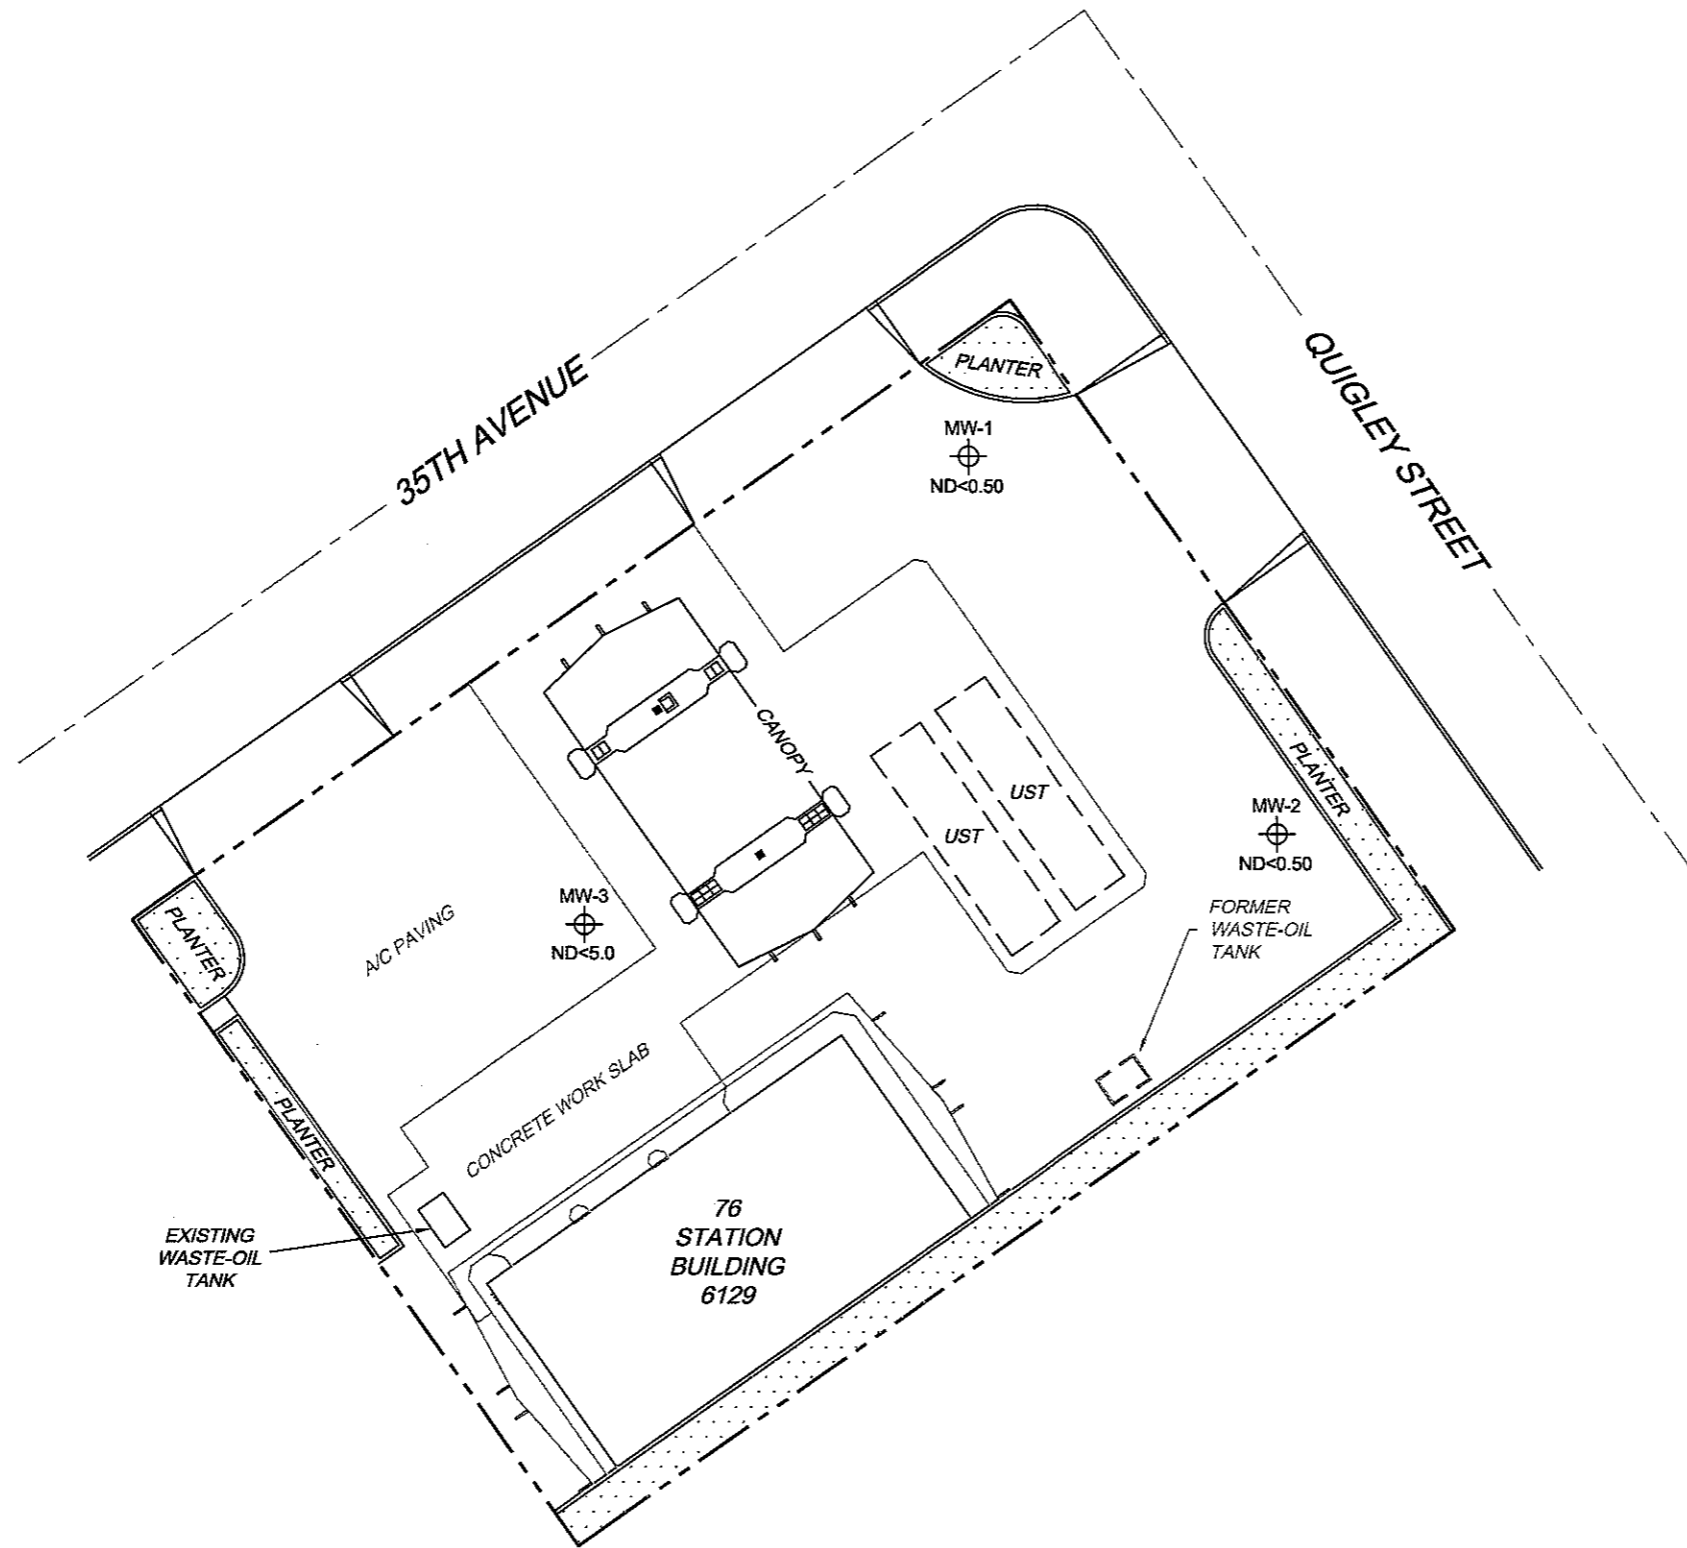 35TH AVENUE
QUIGLEY STREET
PLANTER
MW-1
ND<0.50
CANOPY
UST
UST
PLANTER
MW-2
ND<0.50
MW-3
ND<5.0
A/C PAVING
PLANTER
FORMER
WASTE-OIL
TANK
CONCRETE WORK SLAB
PLANTER
EXISTING
WASTE-OIL
TANK
76
STATION
BUILDING
6129